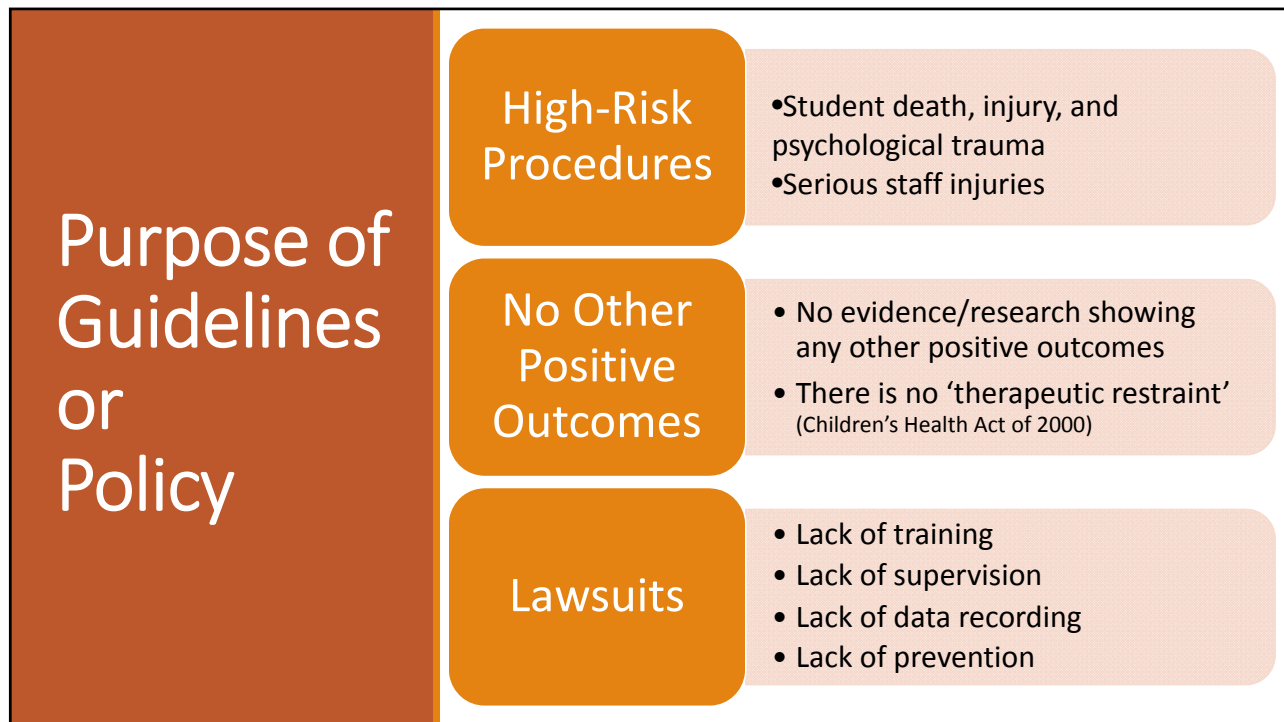 Purpose of
Guidelines
or
Policy
High-Risk
Procedures
•Student death, injury, and
psychological trauma
•Serious staff injuries
No Other
Positive
Outcomes
• No evidence/research showing
any other positive outcomes
• There is no ‘therapeutic restraint’
(Children’s Health Act of 2000)
Lawsuits
• Lack of training
• Lack of supervision
• Lack of data recording
• Lack of prevention